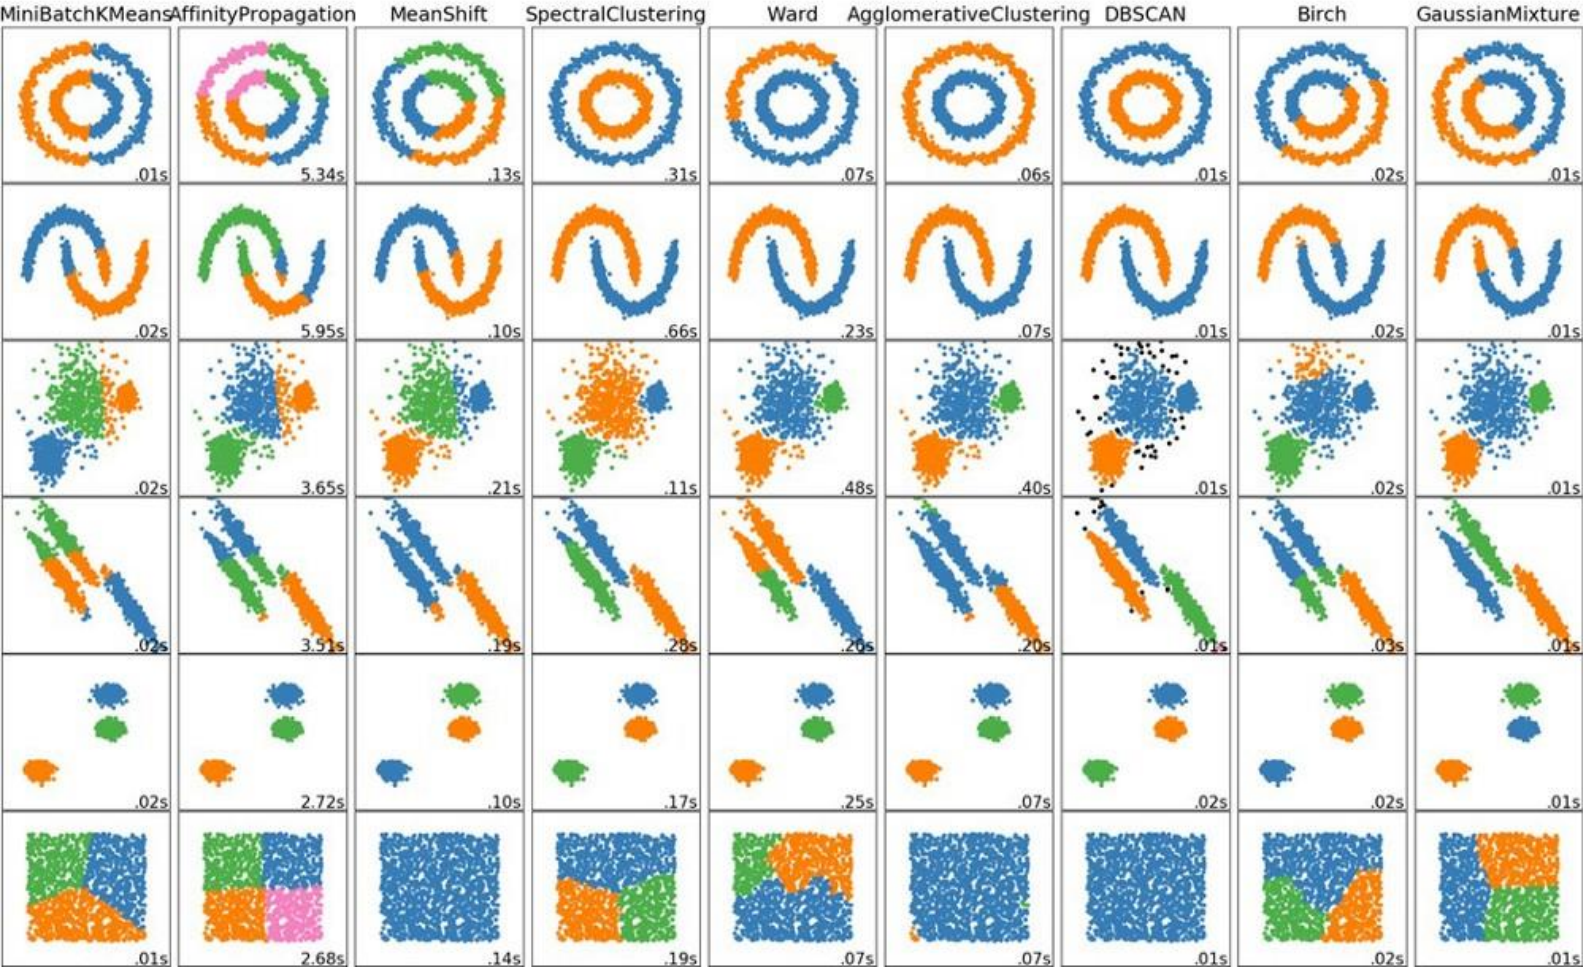 MiniBatchKMeans AffinityPropagation MeanShift SpectralClustering Ward AgglomerativeClustering DBSCAN Birch GaussianMixture
.01s 5.34s .13s .31s .07s .06s .01s .02s .01s
.02s 5.95s .10s .66s .23s .07s .01s .02s .01s
.02s 3.65s .21s .11s .48s .40s .01s .02s .01s
.02s 3.51s .19s .28s .26s .20s .01s .03s .01s
.02s 2.72s .10s .17s .25s .07s .02s .02s .01s
.01s 2.68s .14s .19s .07s .07s .01s .02s .01s